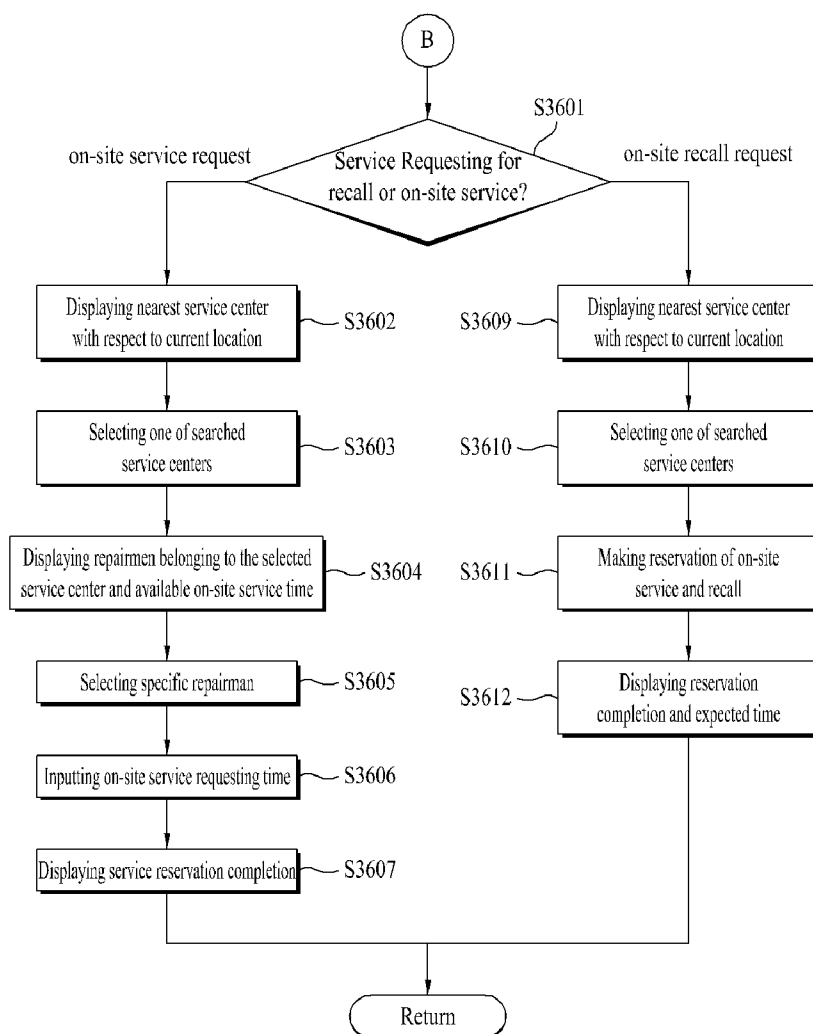 B
S3601
on-site service request
Service Requesting for
recall or on-site service?
on-site recall request
Displaying nearest service center
with respect to current location
S3602
S3609
Displaying nearest service center
with respect to current location
Selecting one of searched
service centers
S3603
S3610
Selecting one of searched
service centers
Displaying repairmen belonging to the selected
service center and available on-site service time
S3604
S3611
Making reservation of on-site
service and recall
Selecting specific repairman
S3605
S3612
Displaying reservation
completion and expected time
Inputting on-site service requesting time
S3606
Displaying service reservation completion
S3607
Return